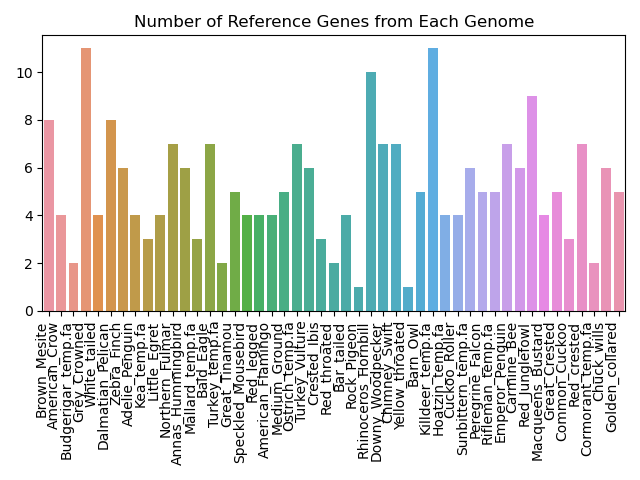 Number of Reference Genes from Each Genome
10
8
6
4
2
0
Brown_Mesite
American_Crow
Budgerigar_temp.fa
Grey_Crowned
White_tailed
Dalmatian_Pelican
Zebra_Finch
Adelie_Penguin
Kea_temp.fa
Little_Egret
Northern_Fulmar
Annas_Hummingbird
Mallard_temp.fa
Bald_Eagle
Turkey_temp.fa
Great_Tinamou
Speckled_Mousebird
Red_legged
American_Flamingo
Medium_Ground
Ostrich_temp.fa
Turkey_Vulture
Crested_Ibis
Red_throated
Bar_tailed
Rock_Pigeon
Rhinoceros_Hornbill
Downy_Woodpecker
Chimney_Swift
Yellow_throated
Barn_Owl
Killdeer_temp.fa
Hoatzin_temp.fa
Cuckoo_Roller
Sunbittern_temp.fa
Peregrine_Falcon
Rifleman_temp.fa
Emperor_Penguin
Carmine_Bee
Red_Junglefowl
Macqueens_Bustard
Great_Crested
Common_Cuckoo
Red_crested
Cormorant_temp.fa
Chuck_wills
Golden_collared